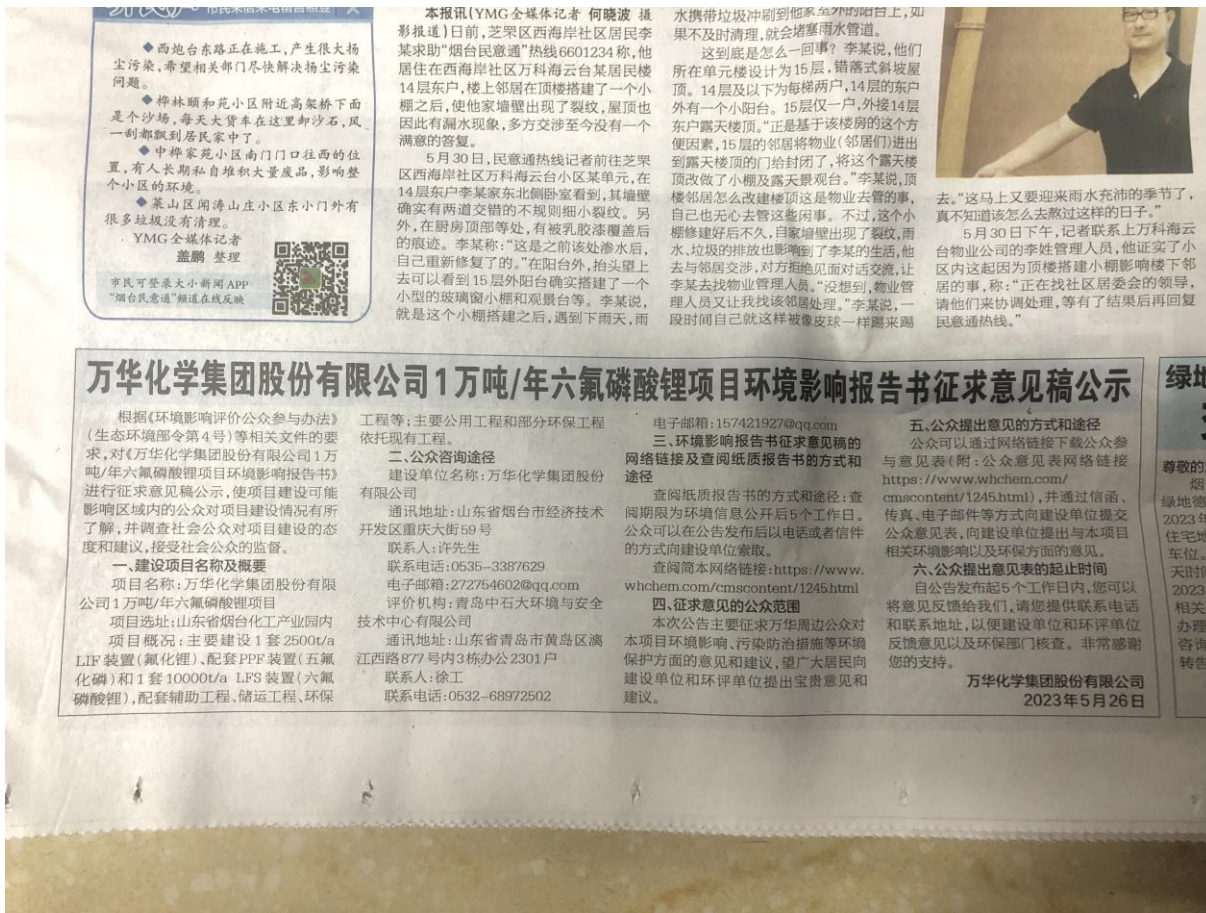 市民来信来电留言照登
◆西炮台东路正在施工,产生很大扬
尘污染,希望相关部门尽快解决扬尘污染
问题。
◆桦林颐和苑小区附近高架桥下面
是个沙场,每天大货车在这里卸沙石,风
一刮都飘到居民家中了。
◆中桦家苑小区南门门口往西的位
置,有人长期私自堆积大量废品,影响整
个小区的环境。
◆莱山区闻涛山庄小区东小门外有
很多垃圾没有清理。
YMG全媒体记者
盖鹏 整理
市民可登录大小新闻APP
“烟台民意通”频道在线反映
本报讯(YMG全媒体记者 何晓波 摄
影报道)日前,芝罘区西海岸社区居民李
某求助“烟台民意通”热线6601234称,他
居住在西海岸社区万科海云台某居民楼
14层东户,楼上邻居在顶楼搭建了一个小
棚之后,使他家墙壁出现了裂纹,屋顶也
因此有漏水现象,多方交涉至今没有一个
满意的答复。
5月30日,民意通热线记者前往芝罘
区西海岸社区万科海云台小区某单元,在
14层东户李某家东北侧卧室看到,其墙壁
确实有两道交错的不规则细小裂纹。另
外,在厨房顶部等处,有被乳胶漆覆盖后
的痕迹。李某称:“这是之前该处渗水后,
自己重新修复了的。”在阳台外,抬头望上
去可以看到15层外阳台确实搭建了一个
小型的玻璃窗小棚和观景台等。李某说,
就是这个小棚搭建之后,遇到下雨天,雨
水携带垃圾冲刷到他家室外的阳台上,如
果不及时清理,就会堵塞雨水管道。
这到底是怎么一回事?李某说,他们
所在单元楼设计为15层,错落式斜坡屋
顶。14层及以下为每梯两户,14层的东户
外有一个小阳台。15层仅一户,外接14层
东户露天楼顶。“正是基于该楼房的这个方
便因素,15层的邻居将物业(邻居们)进出
到露天楼顶的门给封闭了,将这个露天楼
顶改做了小棚及露天景观台。”李某说,顶
楼邻居怎么改建楼顶这是物业去管的事,
自己也无心去管这些闲事。不过,这个小
棚修建好后不久,自家墙壁出现了裂纹,雨
水、垃圾的排放也影响到了李某的生活,他
去与邻居交涉,对方拒绝见面对话交流,让
李某去找物业管理人员。“没想到,物业管
理人员又让我找该邻居处理。”李某说,一
段时间自己就这样被像皮球一样踢来踢
去。“这马上又要迎来雨水充沛的季节了,
真不知道该怎么去熬过这样的日子。”
5月30日下午,记者联系上万科海云
台物业公司的李姓管理人员,他证实了小
区内这起因为顶楼搭建小棚影响楼下邻
居的事,称:“正在找社区居委会的领导,
请他们来协调处理,等有了结果后再回复
民意通热线。”
万华化学集团股份有限公司1万吨/年六氟磷酸锂项目环境影响报告书征求意见稿公示
根据《环境影响评价公众参与办法》
(生态环境部令第4号)等相关文件的要
求,对《万华化学集团股份有限公司1万
吨/年六氟磷酸锂项目环境影响报告书》
进行征求意见稿公示,使项目建设可能
影响区域内的公众对项目建设情况有所
了解,并调查社会公众对项目建设的态
度和建议,接受社会公众的监督。
一、建设项目名称及概要
项目名称:万华化学集团股份有限
公司1万吨/年六氟磷酸锂项目
项目选址:山东省烟台化工产业园内
项目概况:主要建设1套2500t/a
LIF装置(氟化锂)、配套PPF装置(五氟
化磷)和1套10000t/a LFS装置(六氟
磷酸锂),配套辅助工程、储运工程、环保
工程等;主要公用工程和部分环保工程
依托现有工程。
二、公众咨询途径
建设单位名称:万华化学集团股份
有限公司
通讯地址:山东省烟台市经济技术
开发区重庆大街59号
联系人:许先生
联系电话:0535-3387629
电子邮箱:272754602@qq.com
评价机构:青岛中石大环境与安全
技术中心有限公司
通讯地址:山东省青岛市黄岛区漓
江西路877号内3栋办公2301户
联系人:徐工
联系电话:0532-68972502
电子邮箱:157421927@qq.com
三、环境影响报告书征求意见稿的
网络链接及查阅纸质报告书的方式和
途径
查阅纸质报告书的方式和途径:查
阅期限为环境信息公开后5个工作日。
公众可以在公告发布后以电话或者信件
的方式向建设单位索取。
查阅简本网络链接:https://www.
whchem.com/cmscontent/1245.html
四、征求意见的公众范围
本次公告主要征求万华周边公众对
本项目环境影响、污染防治措施等环境
保护方面的意见和建议,望广大居民向
建设单位和环评单位提出宝贵意见和
建议。
五、公众提出意见的方式和途径
公众可以通过网络链接下载公众参
与意见表(附:公众意见表网络链接
https://www.whchem.com/
cmscontent/1245.html),并通过信函、
传真、电子邮件等方式向建设单位提交
公众意见表,向建设单位提出与本项目
相关环境影响以及环保方面的意见。
六、公众提出意见表的起止时间
自公告发布起5个工作日内,您可以
将意见反馈给我们,请您提供联系电话
和联系地址,以便建设单位和环评单位
反馈意见以及环保部门核查。非常感谢
您的支持。
万华化学集团股份有限公司
2023年5月26日
绿地
尊敬的
烟
绿地德
2023年
住宅地
车位。
天时间
2023
相关
办理
咨询
转告